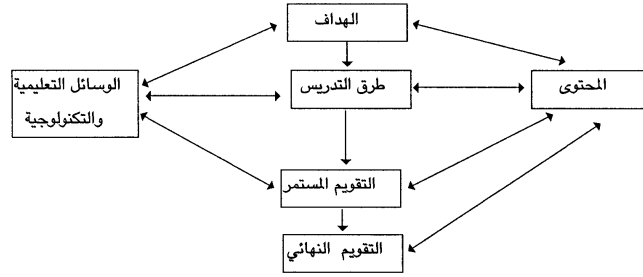 الهداف
المحتوى
طرق التدريس
الوسائل التعليمية
والتكنولوجية
التقويم المستمر
التقويم النهائي